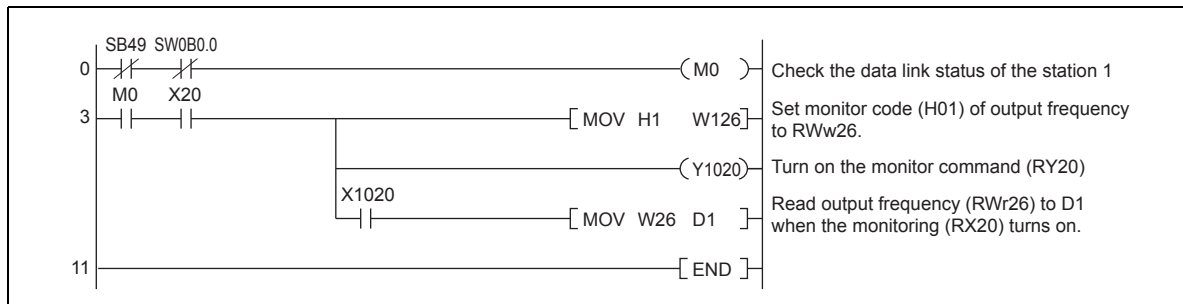 SB49 SW0B0.0
0 M0 Check the data link status of the station 1
M0 X20
3 MOV H1 W126 Set monitor code (H01) of output frequency
to RWw26.
Y1020 Turn on the monitor command (RY20)
X1020
MOV W26 D1 Read output frequency (RWr26) to D1
when the monitoring (RX20) turns on.
11 END